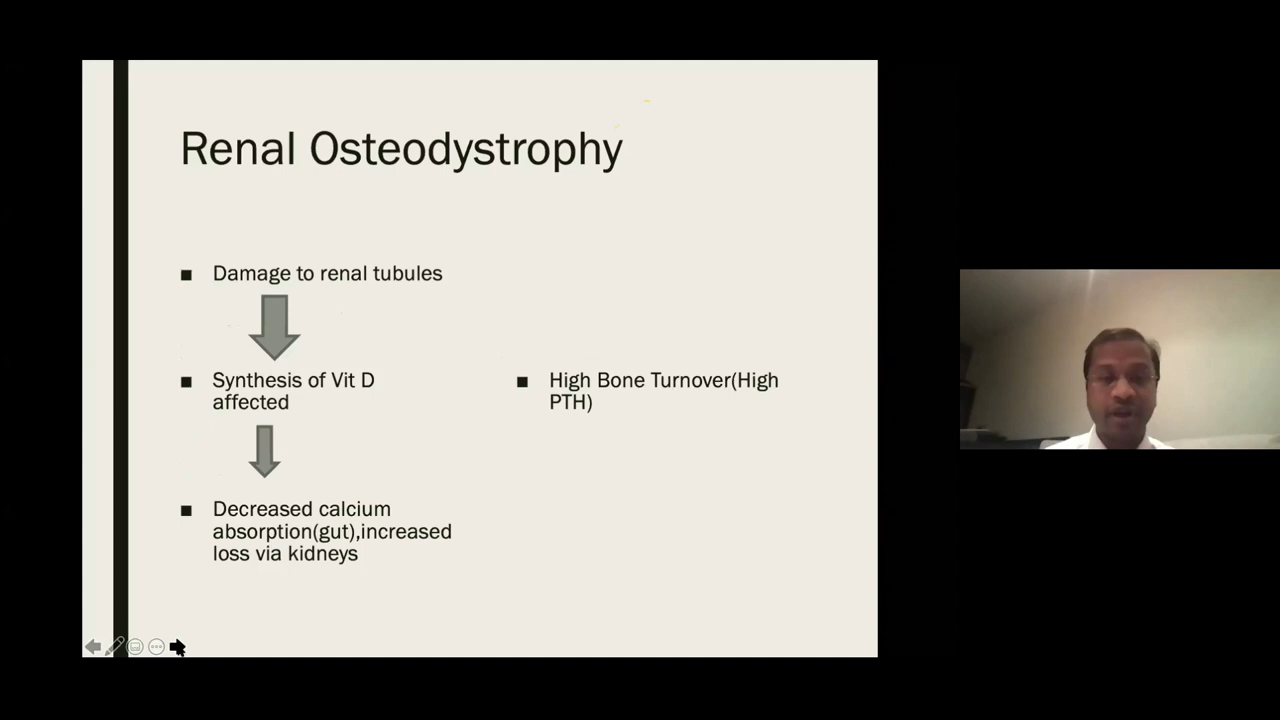 Renal Osteodystrophy
■ Damage to renal tubules
■ Synthesis of Vit D
affected
■ Decreased calcium
absorption(gut),increased
loss via kidneys
■ High Bone Turnover(High
PTH)